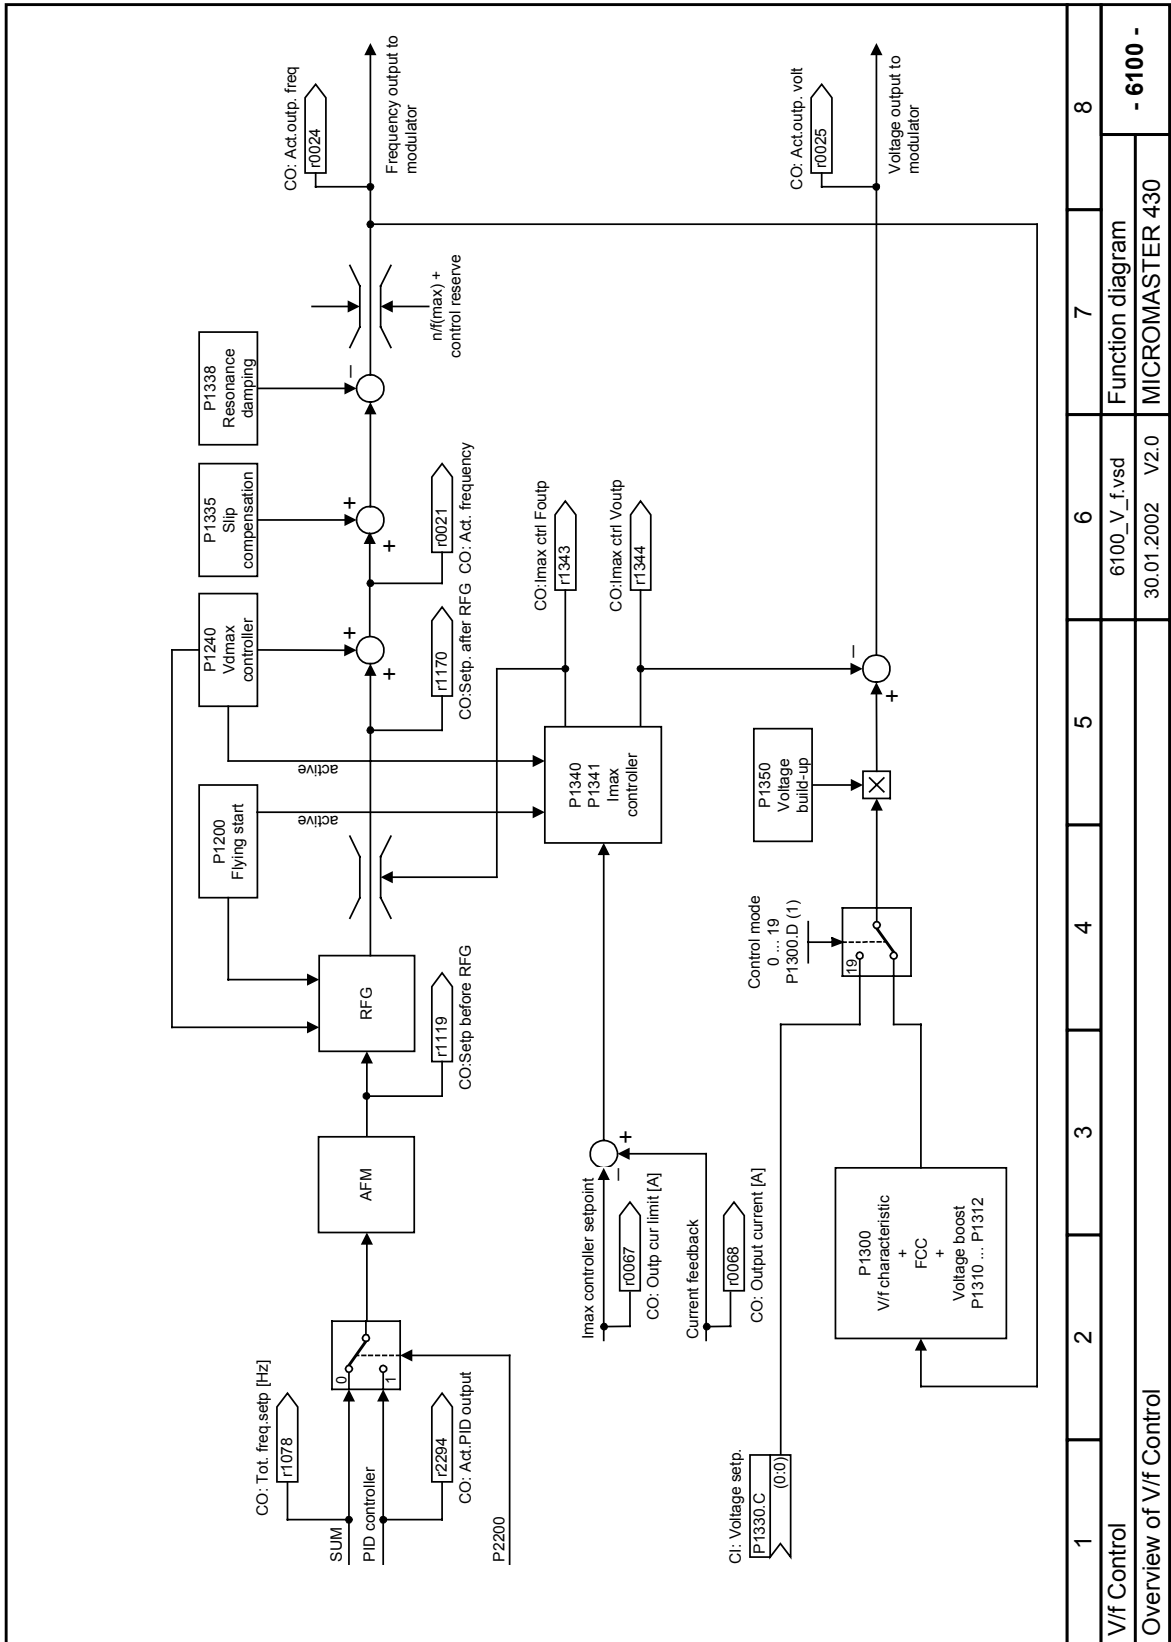 CO: Tot. freq.setp [Hz]
r1078
SUM
PID controller
r2294
CO: Act.PID output
P2200
0
1
AFM
r1119
CO:Setp before RFG
RFG
P1200
Flying start
active
P1240
Vdmax
controller
active
r1170
CO:Setp. after RFG
+
+
P1335
Slip
compensation
+
+
r0021
CO: Act. frequency
P1338
Resonance
damping
–
n/f(max) +
control reserve
CO: Act.outp. freq
r0024
Frequency output to
modulator
Imax controller setpoint
r0067
CO: Outp cur limit [A]
Current feedback
r0068
CO: Output current [A]
–
+
P1340
P1341
Imax
controller
CO:Imax ctrl Foutp
r1343
CO:Imax ctrl Voutp
r1344
CI: Voltage setp.
P1330.C
(0:0)
P1300
V/f characteristic
+
FCC
+
Voltage boost
P1310 ... P1312
Control mode
0 ... 19
P1300.D (1)
19
P1350
Voltage
build-up
+
–
CO: Act.outp. volt
r0025
Voltage output to
modulator
1 2 3 4 5 6 7 8
V/f Control
6100_V_f.vsd
Function diagram
- 6100 -
Overview of V/f Control
30.01.2002 V2.0
MICROMASTER 430